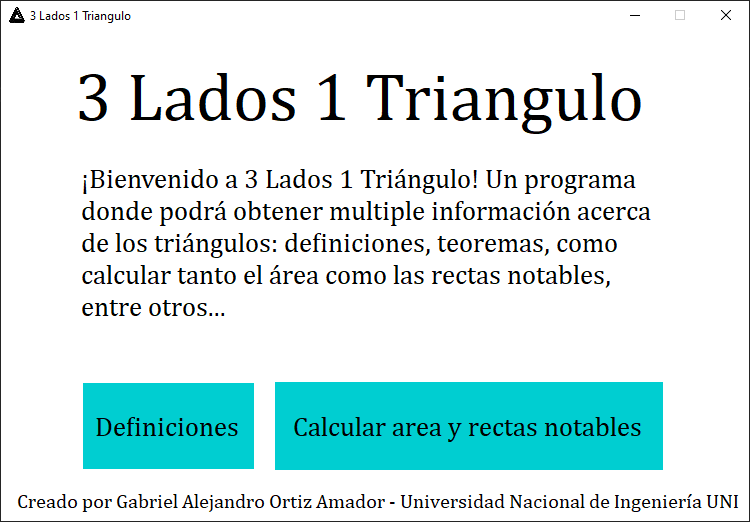 3 Lados 1 Triangulo
3 Lados 1 Triangulo
¡Bienvenido a 3 Lados 1 Triángulo! Un programa
donde podrá obtener multiple información acerca
de los triángulos: definiciones, teoremas, como
calcular tanto el área como las rectas notables,
entre otros...
Definiciones
Calcular area y rectas notables
Creado por Gabriel Alejandro Ortiz Amador - Universidad Nacional de Ingeniería UNI